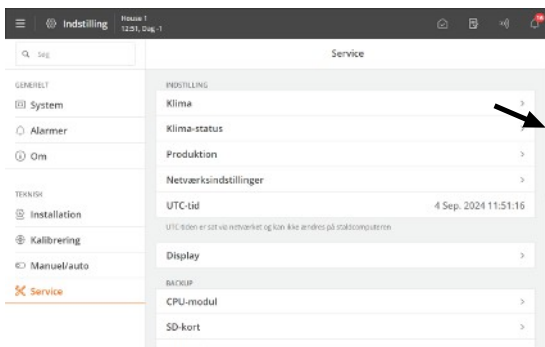 Indstilling
House 1
12:51, Dag -1
Søg
Service
GENERELT
System
Alarmer
Om
TEKNISK
Installation
Kalibrering
Manuel/auto
Service
INDSTILLING
Klima
Klima-status
Produktion
Netværksindstillinger
UTC-tid
4 Sep. 2024 11:51:16
UTC-tiden er sat via netværket og kan ikke ændres på staldcomputeren
Display
BACKUP
CPU-modul
SD-kort